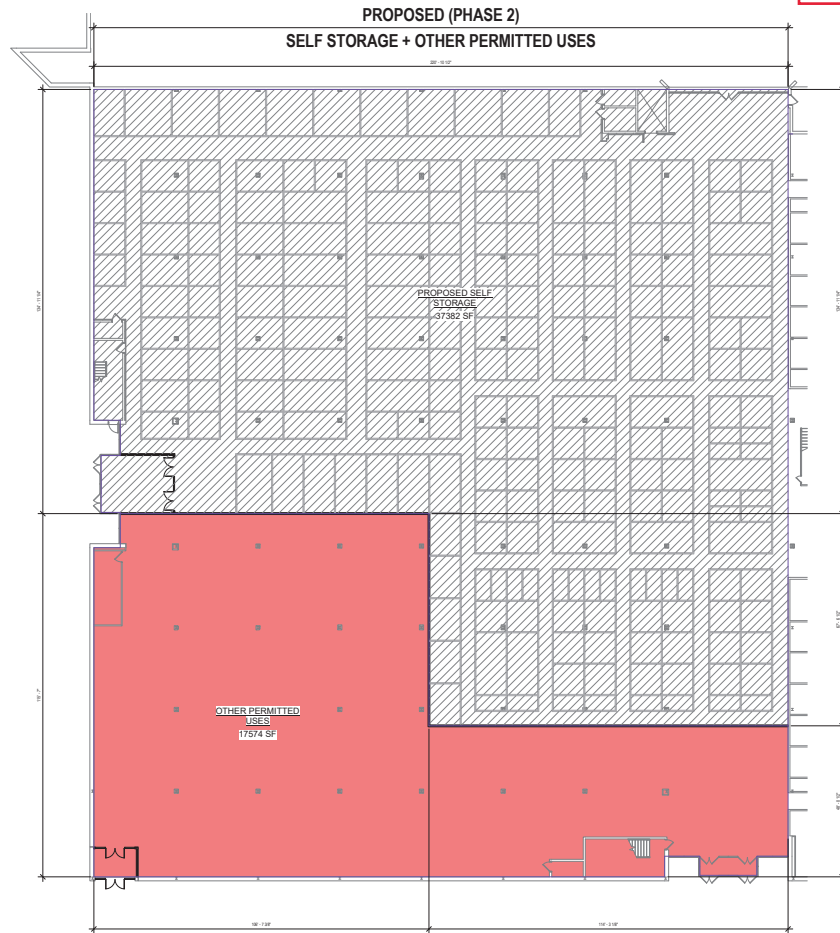 PROPOSED (PHASE 2)
SELF STORAGE + OTHER PERMITTED USES
PROPOSED SELF
STORAGE
37382 SF
OTHER PERMITTED
USES
17574 SF